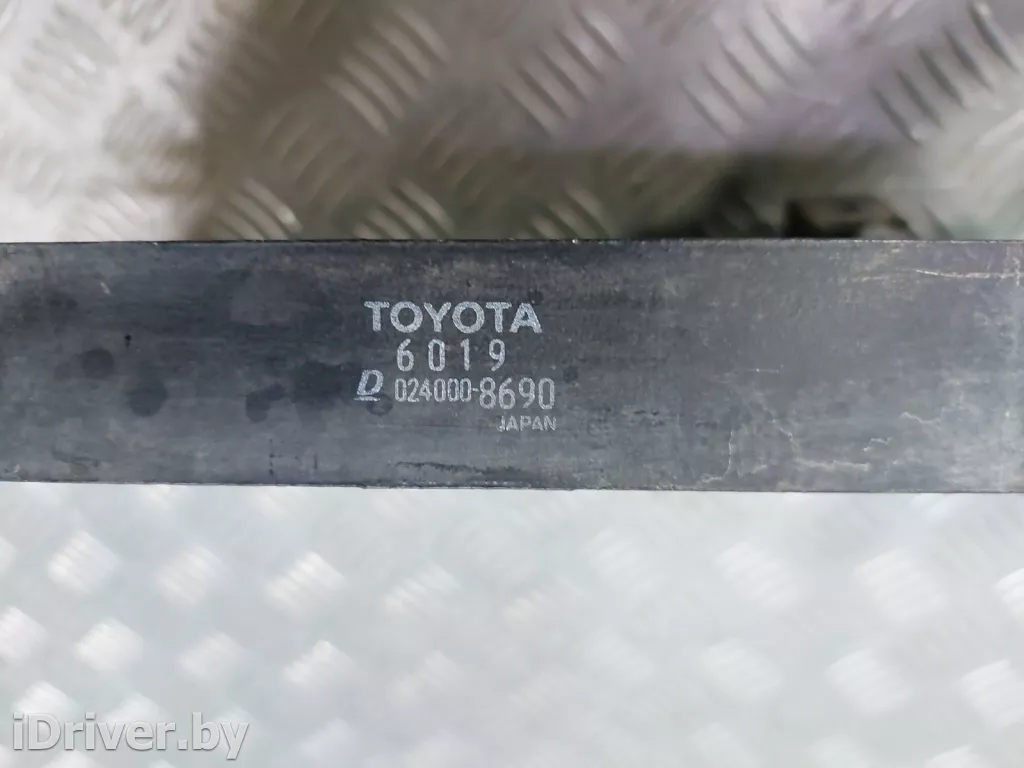 TOYOTA
6019
D 024000-8690
JAPAN
iDriver.by